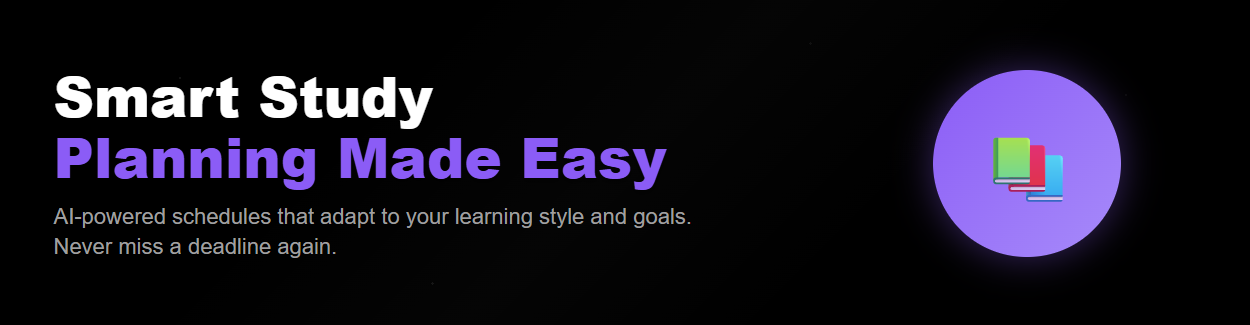 Smart Study
Planning Made Easy
AI-powered schedules that adapt to your learning style and goals.
Never miss a deadline again.